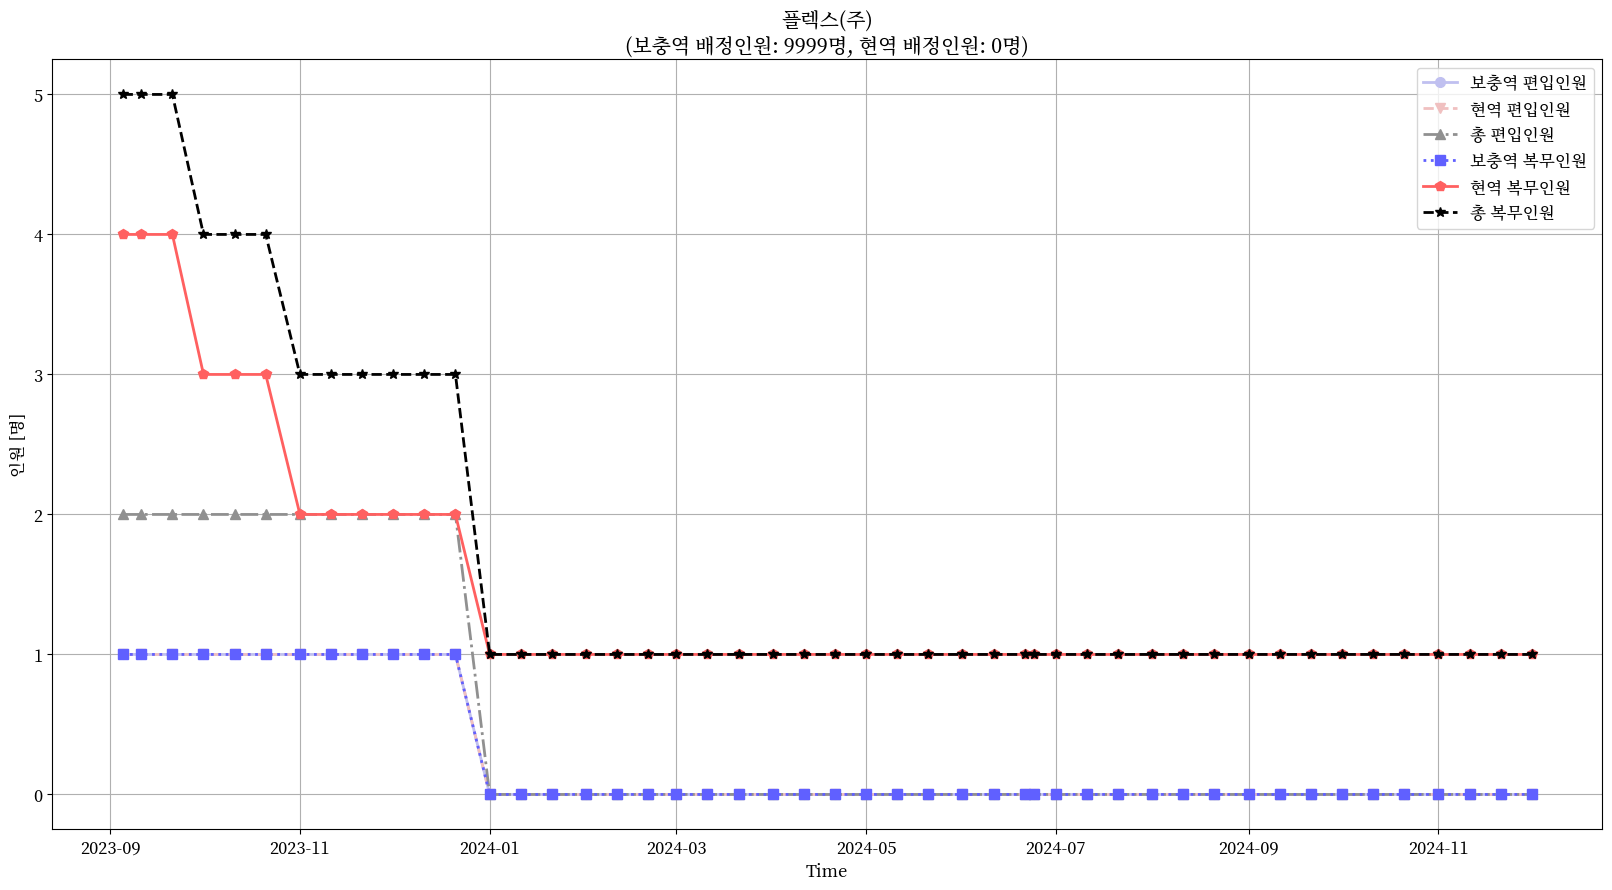 플렉스(주)
(보충역 배정인원: 9999명, 현역 배정인원: 0명)
보충역 편입인원
현역 편입인원
총 편입인원
보충역 복무인원
현역 복무인원
총 복무인원
5
4
3
2
1
0
인원 [명]
2023-09
2023-11
2024-01
2024-03
2024-05
2024-07
2024-09
2024-11
Time